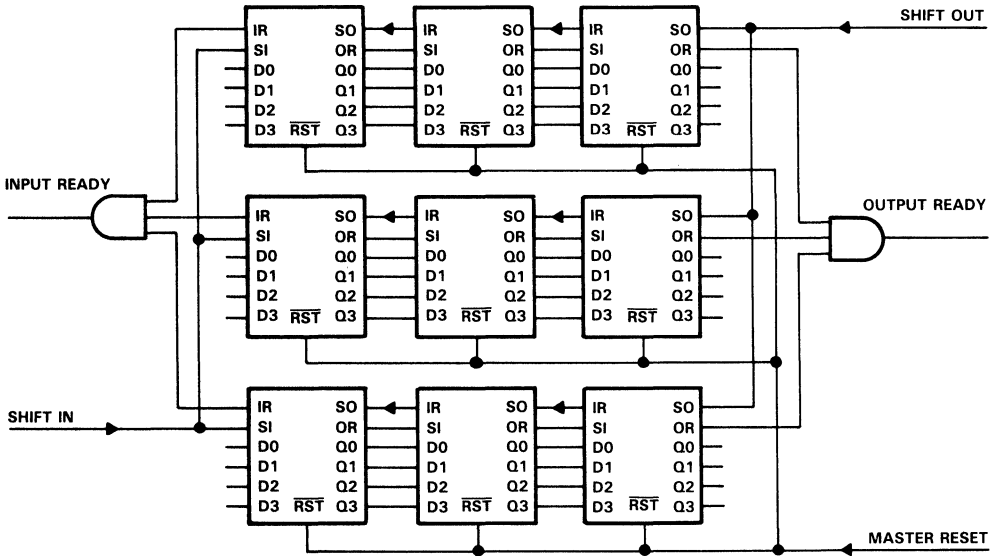 SHIFT OUT
IR SO IR SO IR SO
SI OR SI OR SI OR
D0 Q0 D0 Q0 D0 Q0
D1 Q1 D1 Q1 D1 Q1
D2 Q2 D2 Q2 D2 Q2
D3 RST Q3 D3 RST Q3 D3 RST Q3
INPUT READY
OUTPUT READY
IR SO IR SO IR SO
SI OR SI OR SI OR
D0 Q0 D0 Q0 D0 Q0
D1 Q1 D1 Q1 D1 Q1
D2 Q2 D2 Q2 D2 Q2
D3 RST Q3 D3 RST Q3 D3 RST Q3
SHIFT IN
IR SO IR SO IR SO
SI OR SI OR SI OR
D0 Q0 D0 Q0 D0 Q0
D1 Q1 D1 Q1 D1 Q1
D2 Q2 D2 Q2 D2 Q2
D3 RST Q3 D3 RST Q3 D3 RST Q3
MASTER RESET